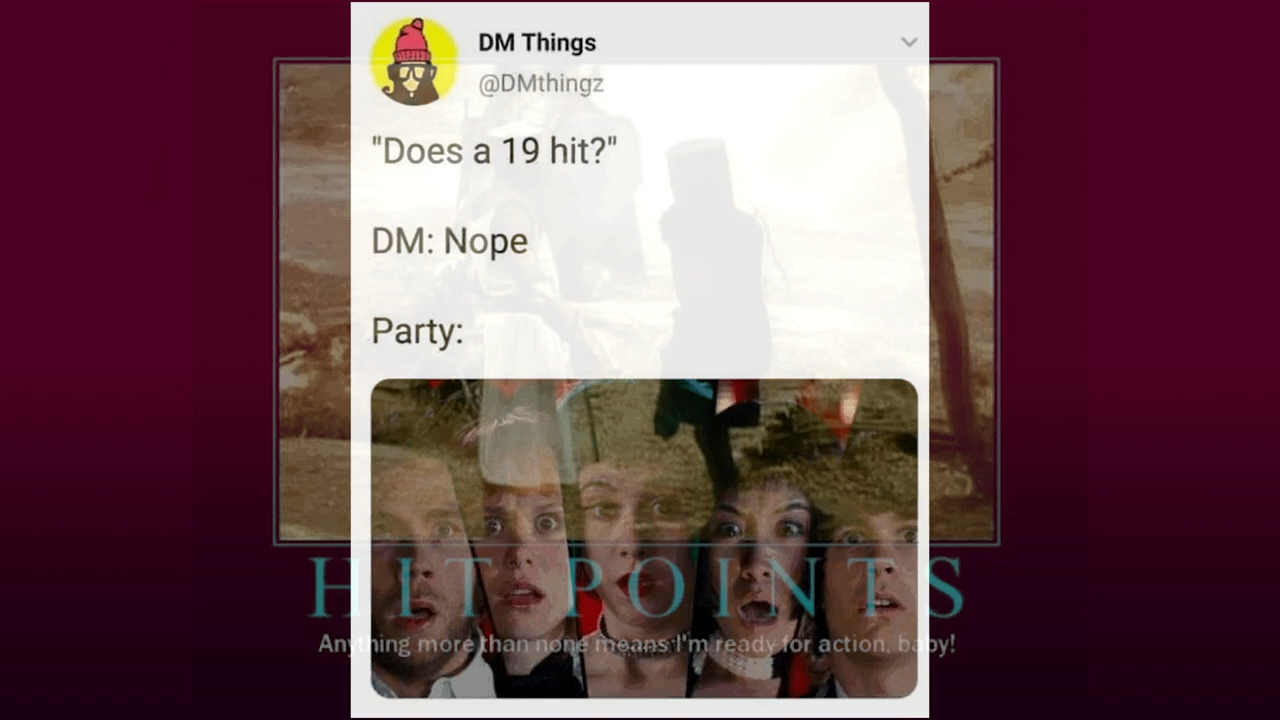 DM Things
@DMthingz
"Does a 19 hit?"
DM: Nope
Party:
HIT POINTS
Anything more than none means I'm ready for action, baby!